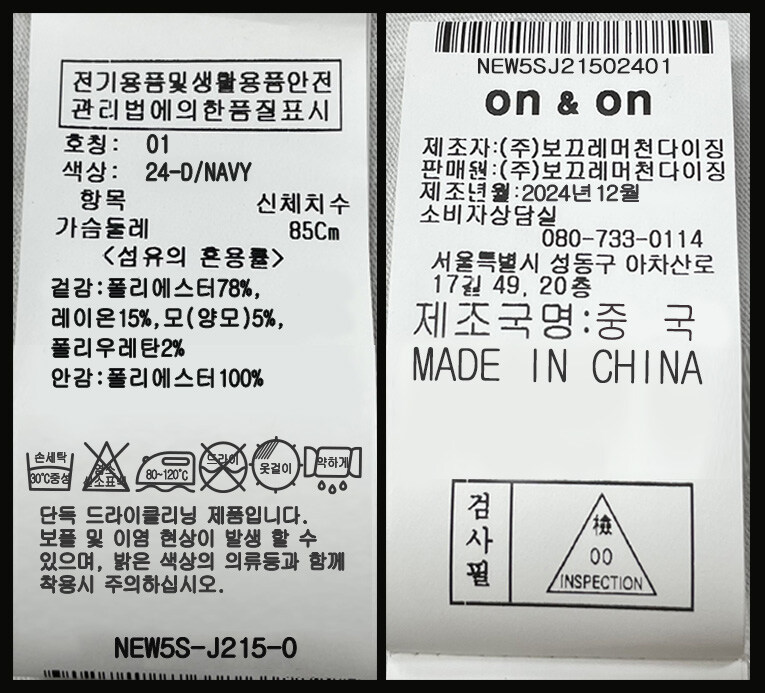 전기용품및생활용품안전
관리법에의한품질표시
호칭: 01
색상: 24-D/NAVY
항목 신체치수
가슴둘레 85Cm
<섬유의 혼용률>
겉감:폴리에스터78%,
레이온15%,모(양모)5%,
폴리우레탄2%
안감:폴리에스터100%
손세탁
30℃중성
염소
산소표백
80~120℃
드라이
옷걸이
약하게
단독 드라이클리닝 제품입니다.
보풀 및 이염 현상이 발생 할 수
있으며, 밝은 색상의 의류등과 함께
착용시 주의하십시오.
NEW5S-J215-0
NEW5SJ21502401
on & on
제조자:(주)보끄레머천다이징
판매원:(주)보끄레머천다이징
제조년월:2024년12월
소비자상담실
080-733-0114
서울특별시 성동구 아차산로
17길 49, 20층
제조국명:중 국
MADE IN CHINA
검사필
檢
00
INSPECTION